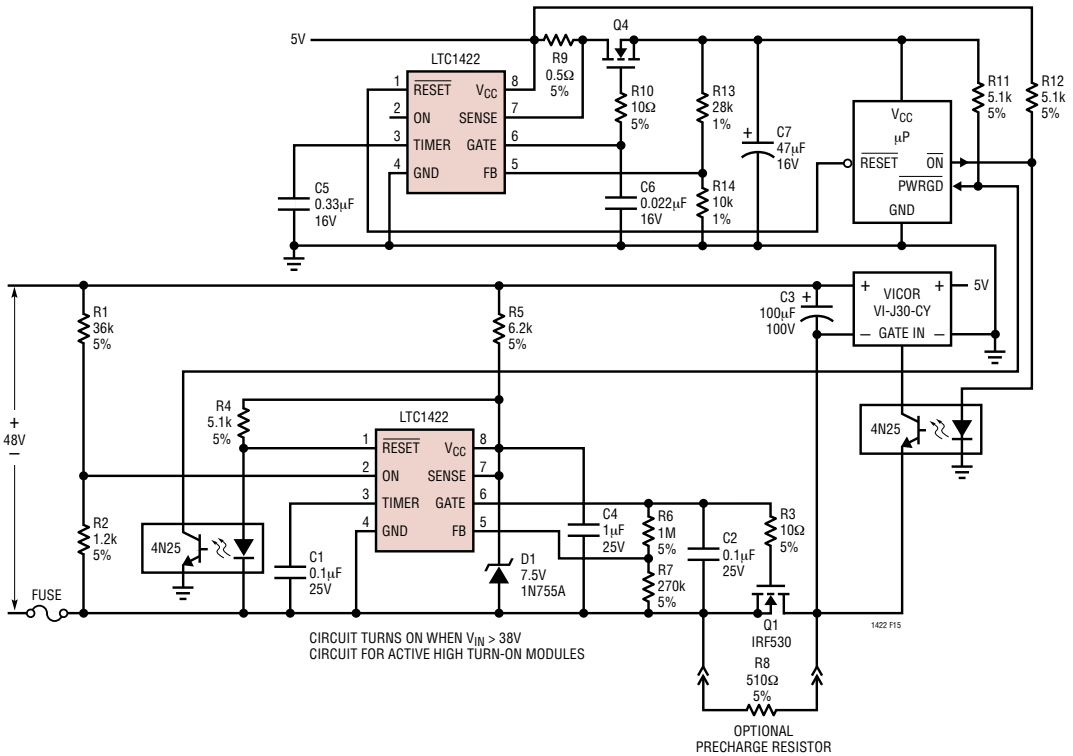 5V
LTC1422
1 RESET VCC 8
2 ON SENSE 7
3 TIMER GATE 6
4 GND FB 5
R9
0.5Ω
5%
Q4
R10
10Ω
5%
R13
28k
1%
R14
10k
1%
C5
0.33µF
16V
C6
0.022µF
16V
+
C7
47µF
16V
R11
5.1k
5%
R12
5.1k
5%
VCC
µP
RESET ON
PWRGD
GND
+
48V
–
R1
36k
5%
R2
1.2k
5%
FUSE
R5
6.2k
5%
C3 +
100µF
100V
+ VICOR + 5V
VI-J30-CY
– GATE IN –
R4
5.1k
5%
LTC1422
1 RESET VCC 8
2 ON SENSE 7
3 TIMER GATE 6
4 GND FB 5
4N25
4N25
C1
0.1µF
25V
D1
7.5V
1N755A
C4
1µF
25V
R6
1M
5%
R7
270k
5%
C2
0.1µF
25V
R3
10Ω
5%
Q1
IRF530
1422 F15
CIRCUIT TURNS ON WHEN VIN > 38V
CIRCUIT FOR ACTIVE HIGH TURN-ON MODULES
R8
510Ω
5%
OPTIONAL
PRECHARGE RESISTOR